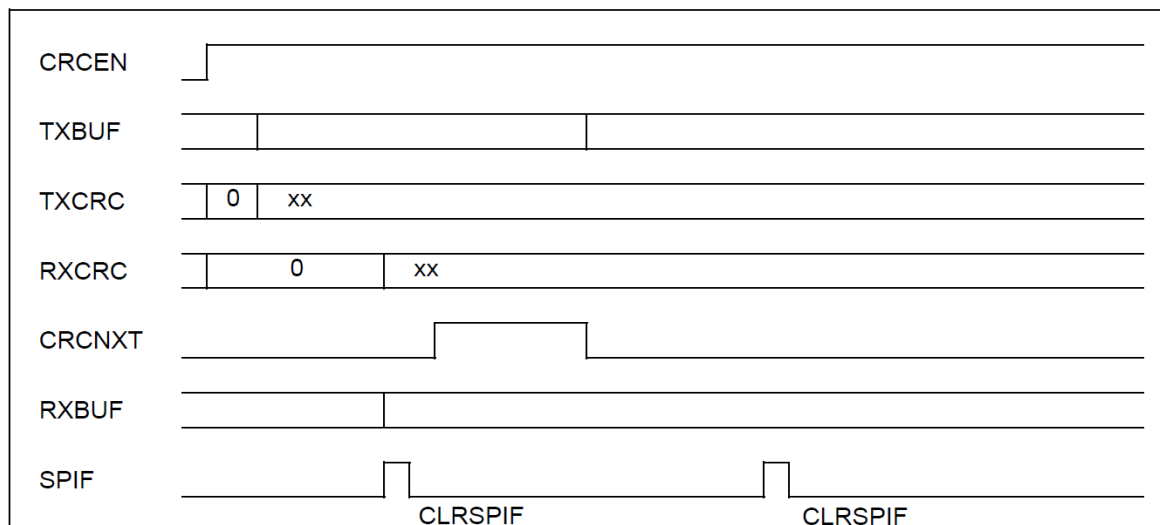 CRCEN
TXBUF
TXCRC 0 xx
RXCRC 0 xx
CRCNXT
RXBUF
SPIF
CLRSPIF CLRSPIF